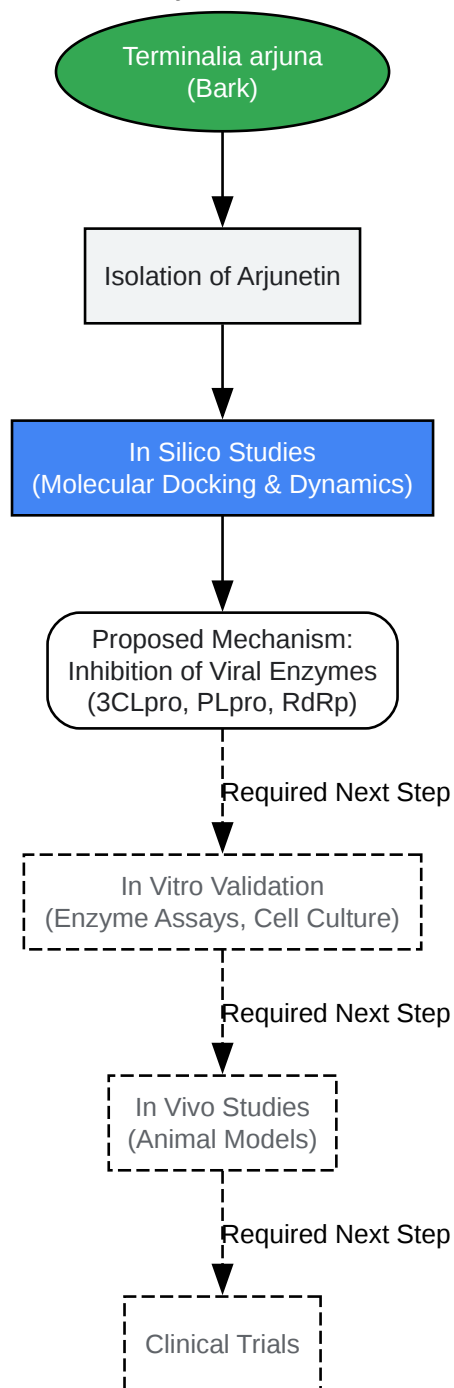 Terminalia arjuna
(Bark)
Isolation of Arjunetin
In Silico Studies
(Molecular Docking & Dynamics)
Proposed Mechanism:
Inhibition of Viral Enzymes
(3CLpro, PLpro, RdRp)
Required Next Step
In Vitro Validation
(Enzyme Assays, Cell Culture)
Required Next Step
In Vivo Studies
(Animal Models)
Required Next Step
Clinical Trials